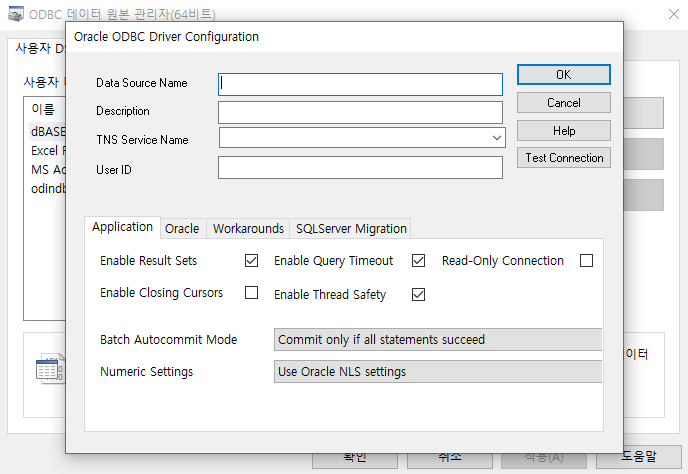 ODBC 데이터 원본 관리자(64비트)
사용자 D
Oracle ODBC Driver Configuration
사용자
이름
dBASE
Excel
MS
odindb
Data Source Name
Description
TNS Service Name
User ID
OK
Cancel
Help
Test Connection
Application
Oracle
Workarounds
SQLServer Migration
Enable Result Sets
Enable Query Timeout
Read-Only Connection
Enable Closing Cursors
Enable Thread Safety
Batch Autocommit Mode
Commit only if all statements succeed
Numeric Settings
Use Oracle NLS settings
이터
확인
취소
적용(A)
도움말